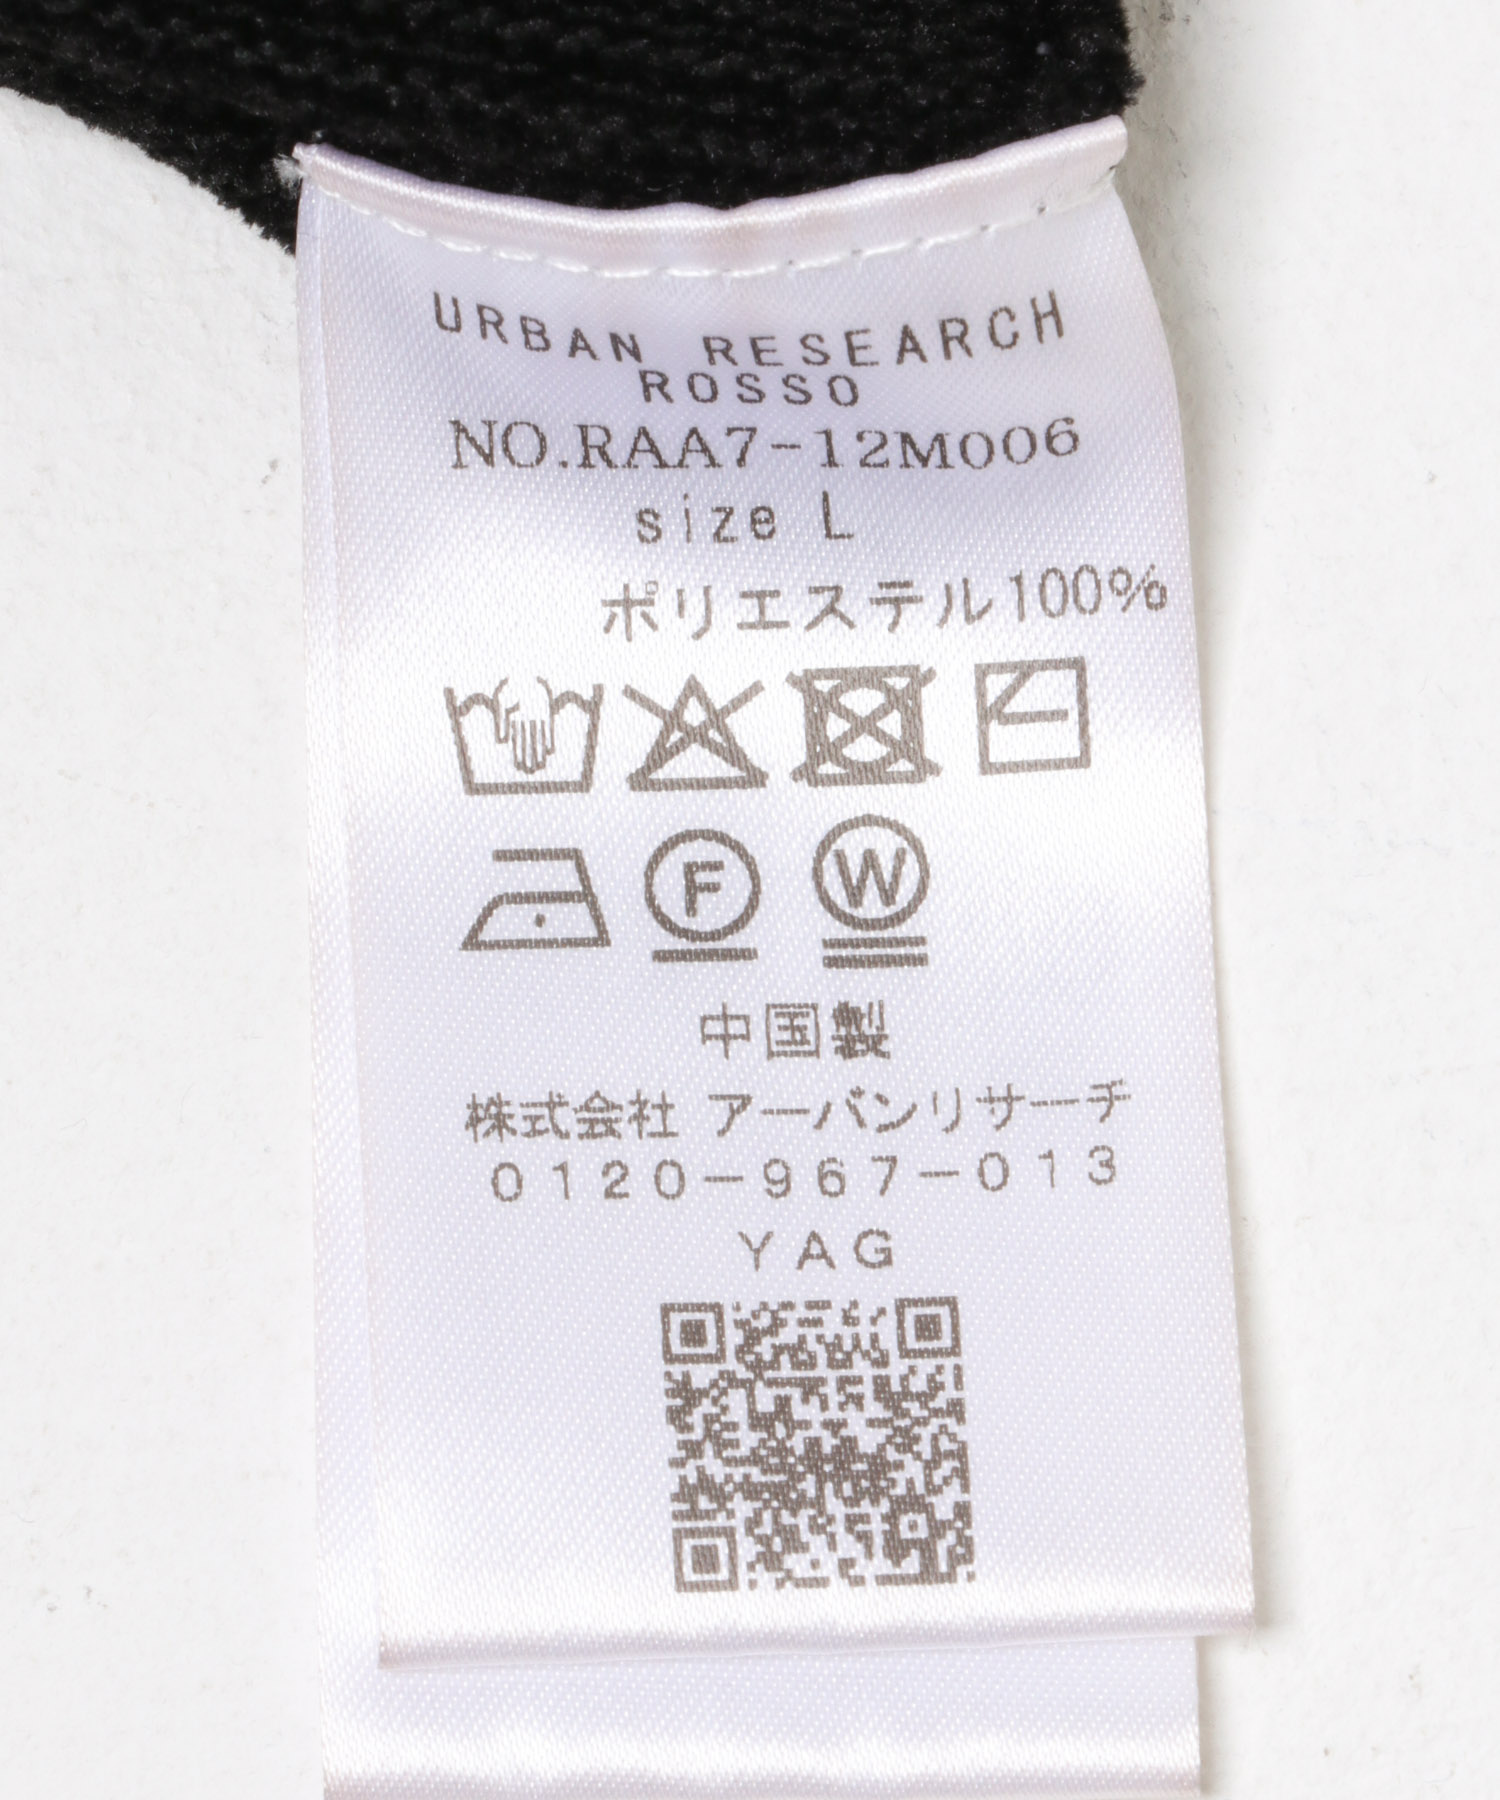 URBAN RESEARCH
ROSSO
NO.RAA7-12M006
size L
ポリエステル100%
F W
中国製
株式会社 アーバンリサーチ
0120-967-013
YAG